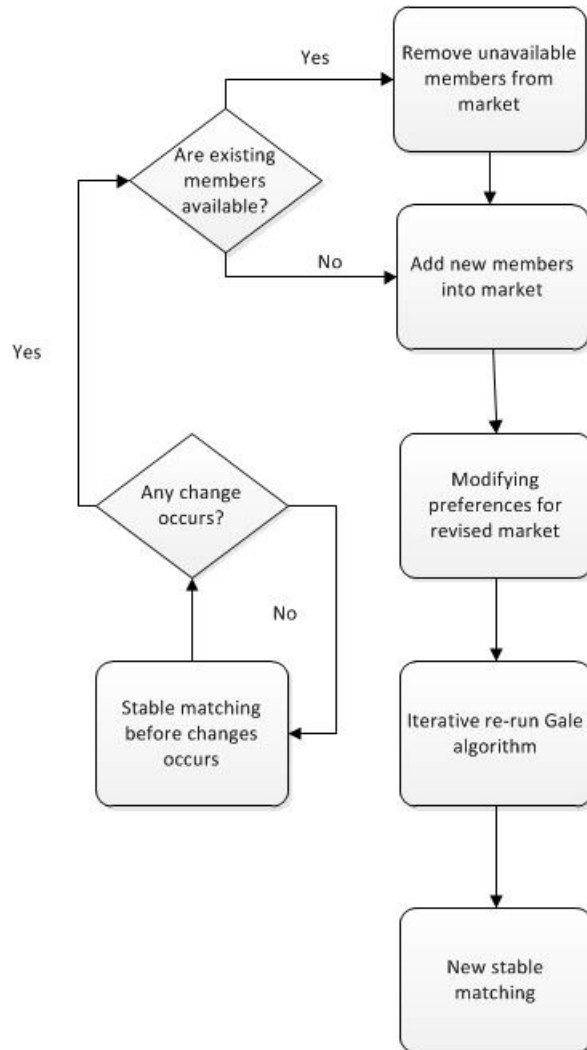 Yes
Remove unavailable
members from
market
Are existing
members
available?
No
Add new members
into market
Yes
Any change
occurs?
Modifying
preferences for
revised market
No
Stable matching
before changes
occurs
Iterative re-run Gale
algorithm
New stable
matching